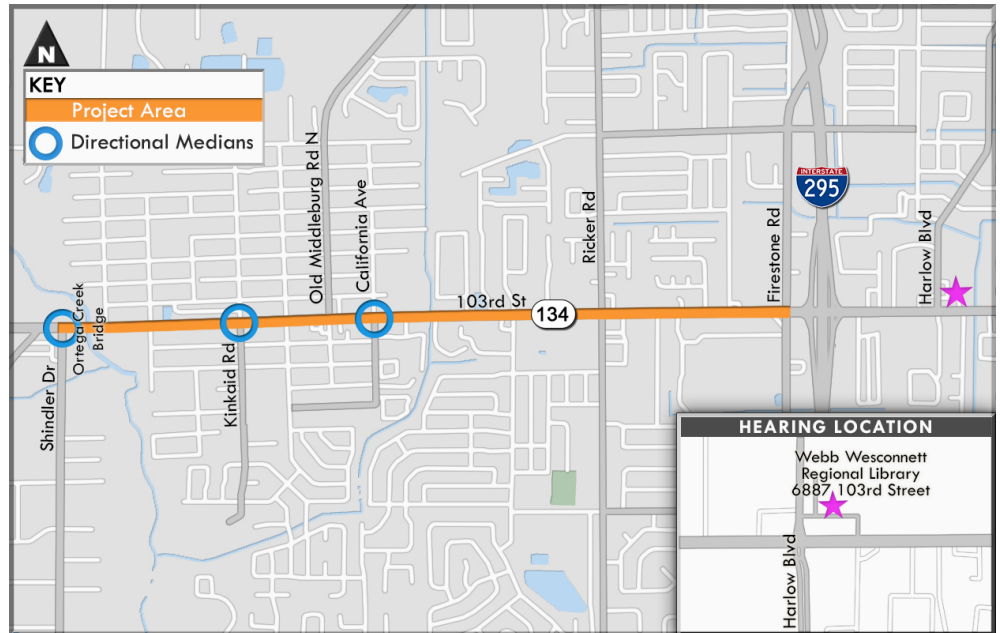 N
KEY
Project Area
Directional Medians
Old Middleburg Rd N
California Ave
Ricker Rd
Firestone Rd
INTERSTATE
295
Harlow Blvd
103rd St
134
Ortega Creek
Bridge
Shindler Dr
Kinkaid Rd
HEARING LOCATION
Webb Wesconnett
Regional Library
6887 103rd Street
Harlow Blvd